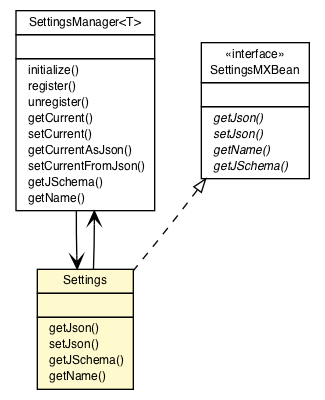 SettingsManager<T>
initialize()
register()
unregister()
getCurrent()
setCurrent()
getCurrentAsJson()
setCurrentFromJson()
getJSchema()
getName()
«interface»
SettingsMXBean
getJson()
setJson()
getName()
getJSchema()
Settings
getJson()
setJson()
getJSchema()
getName()